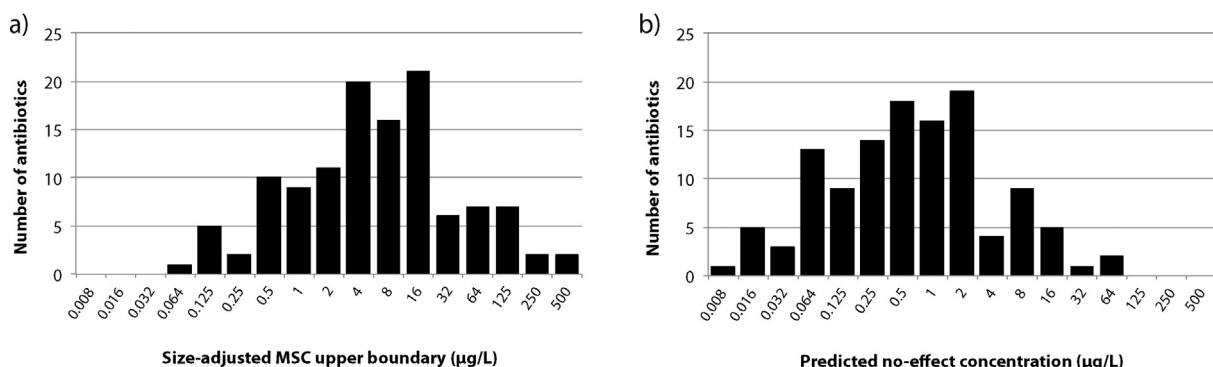 a)
25
20
15
10
5
0
Number of antibiotics
0.008 0.016 0.032 0.064 0.125 0.25 0.5 1 2 4 8 16 32 64 125 250 500
Size-adjusted MSC upper boundary (µg/L)
b)
25
20
15
10
5
0
Number of antibiotics
0.008 0.016 0.032 0.064 0.125 0.25 0.5 1 2 4 8 16 32 64 125 250 500
Predicted no-effect concentration (µg/L)